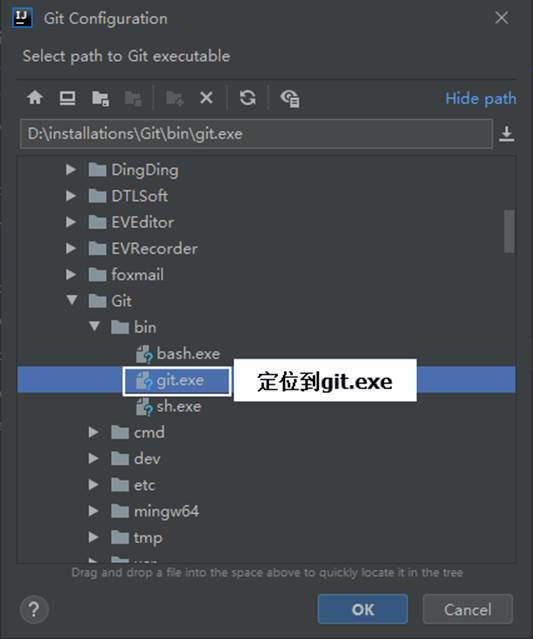 Git Configuration
Select path to Git executable
Hide path
D:\installations\Git\bin\git.exe
DingDing
DTLSoft
EVEditor
EVRecorder
foxmail
Git
bin
bash.exe
git.exe 定位到git.exe
sh.exe
cmd
dev
etc
mingw64
tmp
Drag and drop a file into the space above to quickly locate it in the tree
? OK Cancel